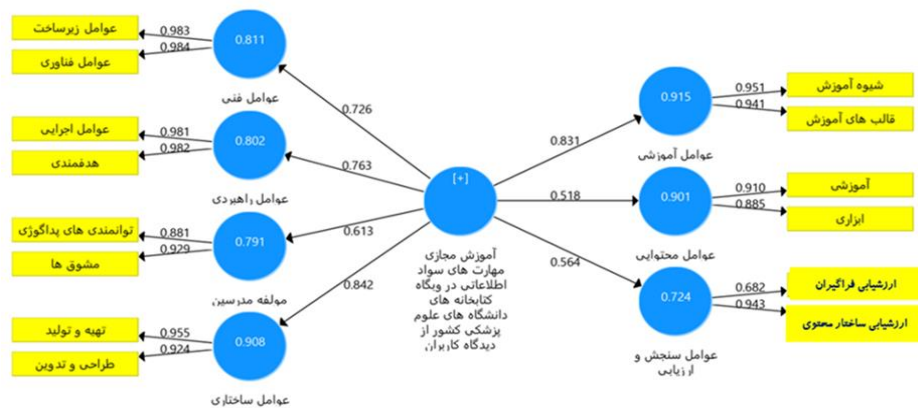 عوامل زیرساخت
0.983
0.811
0.984
عوامل فناوری
عوامل فنی
0.726
عوامل اجرایی
0.981
0.802
0.982
هدفمندی
عوامل راهبردی
0.763
توانمندی های پداگوژی
0.881
0.791
0.929
مشوق ها
مولفه مدرسین
0.613
تهیه و تولید
0.955
0.908
0.924
طراحی و تدوین
عوامل ساختاری
0.842
[+]
آموزش مجازی
مهارت های سواد
اطلاعاتی در وبگاه
کتابخانه های
دانشگاه های علوم
پزشکی کشور از
دیدگاه کاربران
0.831
0.915
0.951
شیوه آموزش
0.941
قالب های آموزش
عوامل آموزشی
0.518
0.901
0.910
آموزشی
0.885
ابزاری
عوامل محتوایی
0.564
0.724
0.682
ارزشیابی فراگیران
0.943
ارزشیابی ساختار محتوی
عوامل سنجش و
ارزیابی